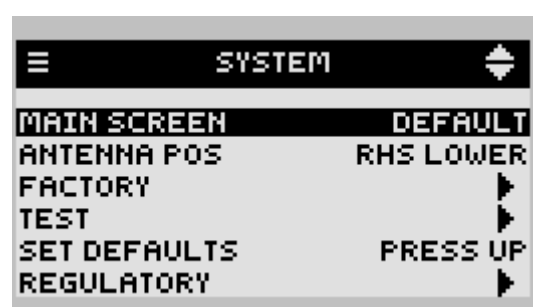 SYSTEM
MAIN SCREEN DEFAULT
ANTENNA POS RHS LOWER
FACTORY
TEST
SET DEFAULTS PRESS UP
REGULATORY